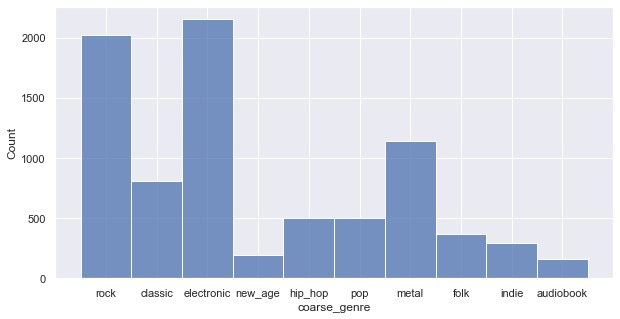 2000
1500
1000
500
0
Count
rock classic electronic new_age hip_hop pop metal folk indie audiobook
coarse_genre